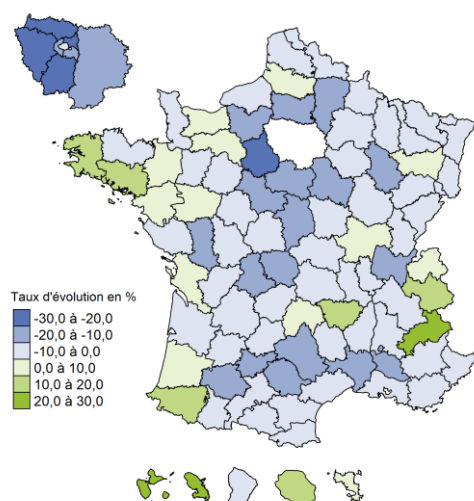 Taux d'évolution en %
-30,0 à -20,0
-20,0 à -10,0
-10,0 à 0,0
0,0 à 10,0
10,0 à 20,0
20,0 à 30,0